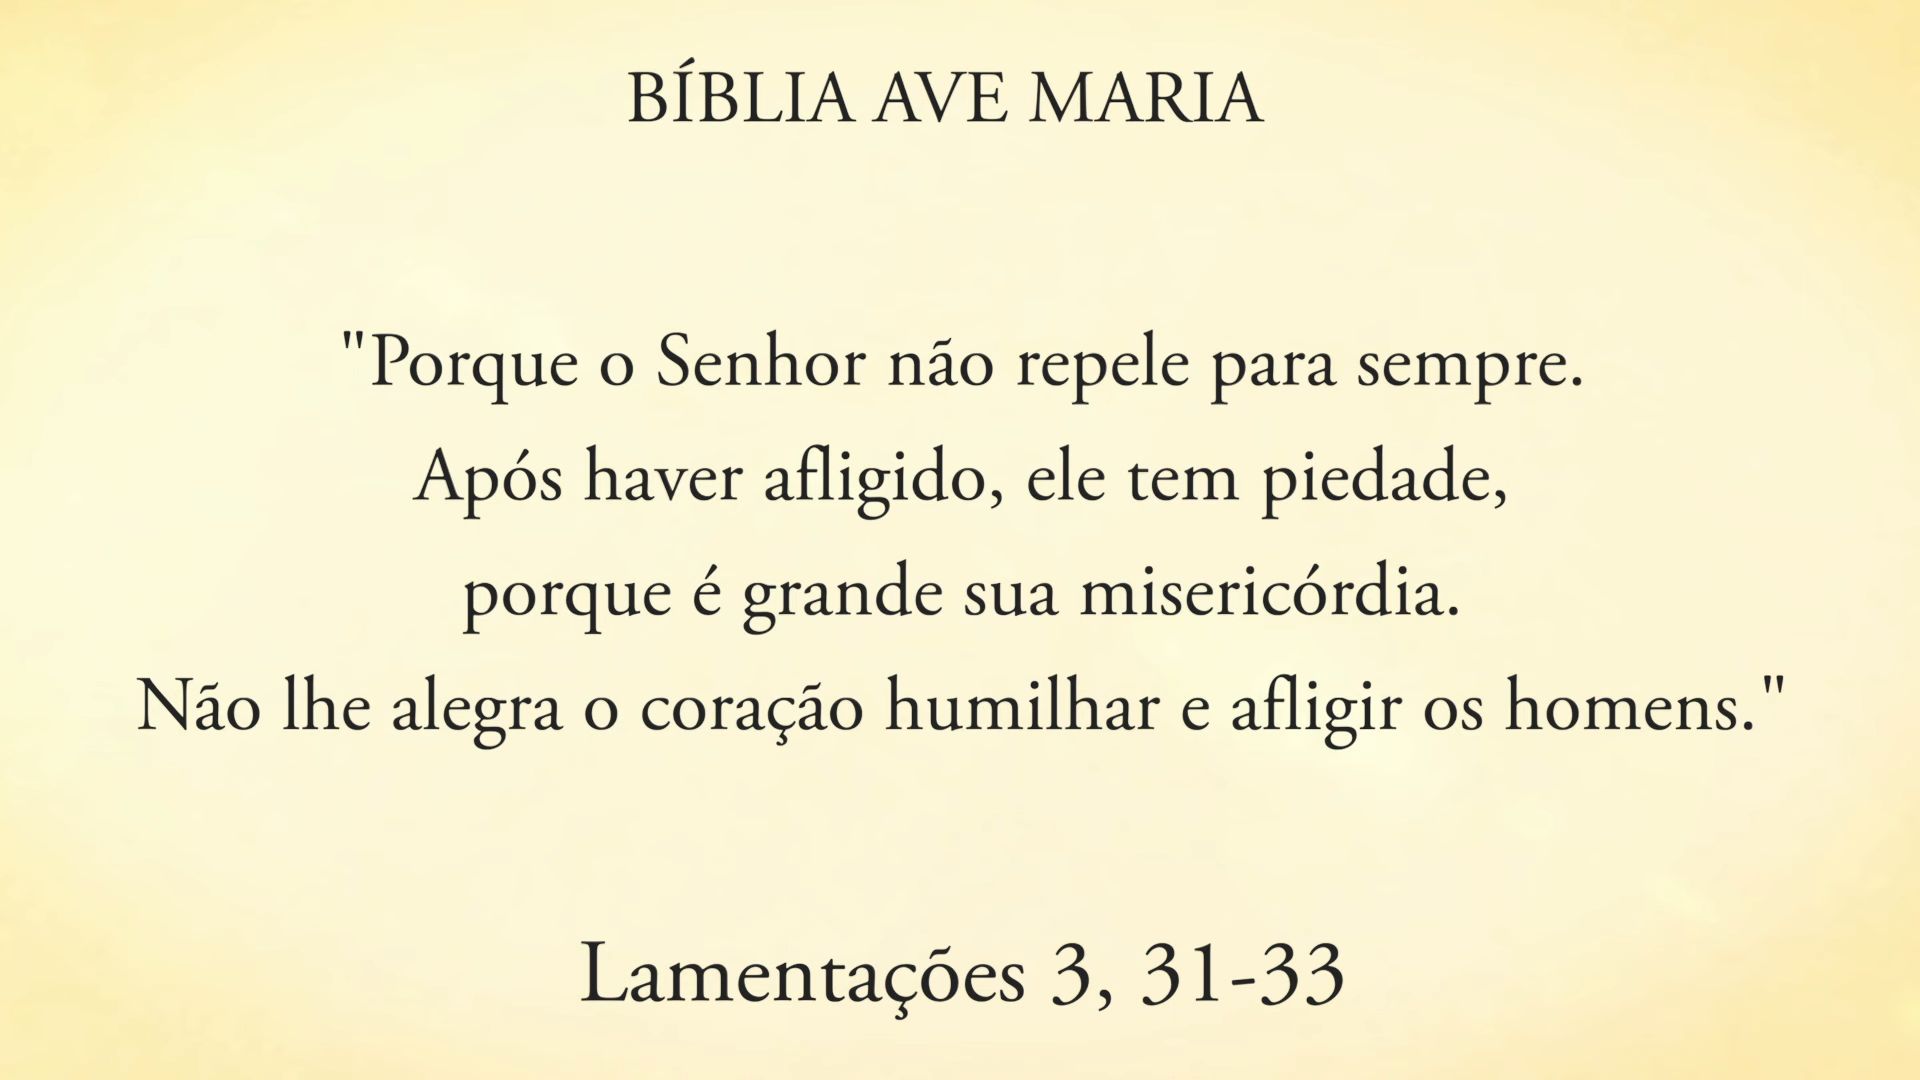 BÍBLIA AVE MARIA
"Porque o Senhor não repele para sempre.
Após haver afligido, ele tem piedade,
porque é grande sua misericórdia.
Não lhe alegra o coração humilhar e afligir os homens."
Lamentações 3, 31-33